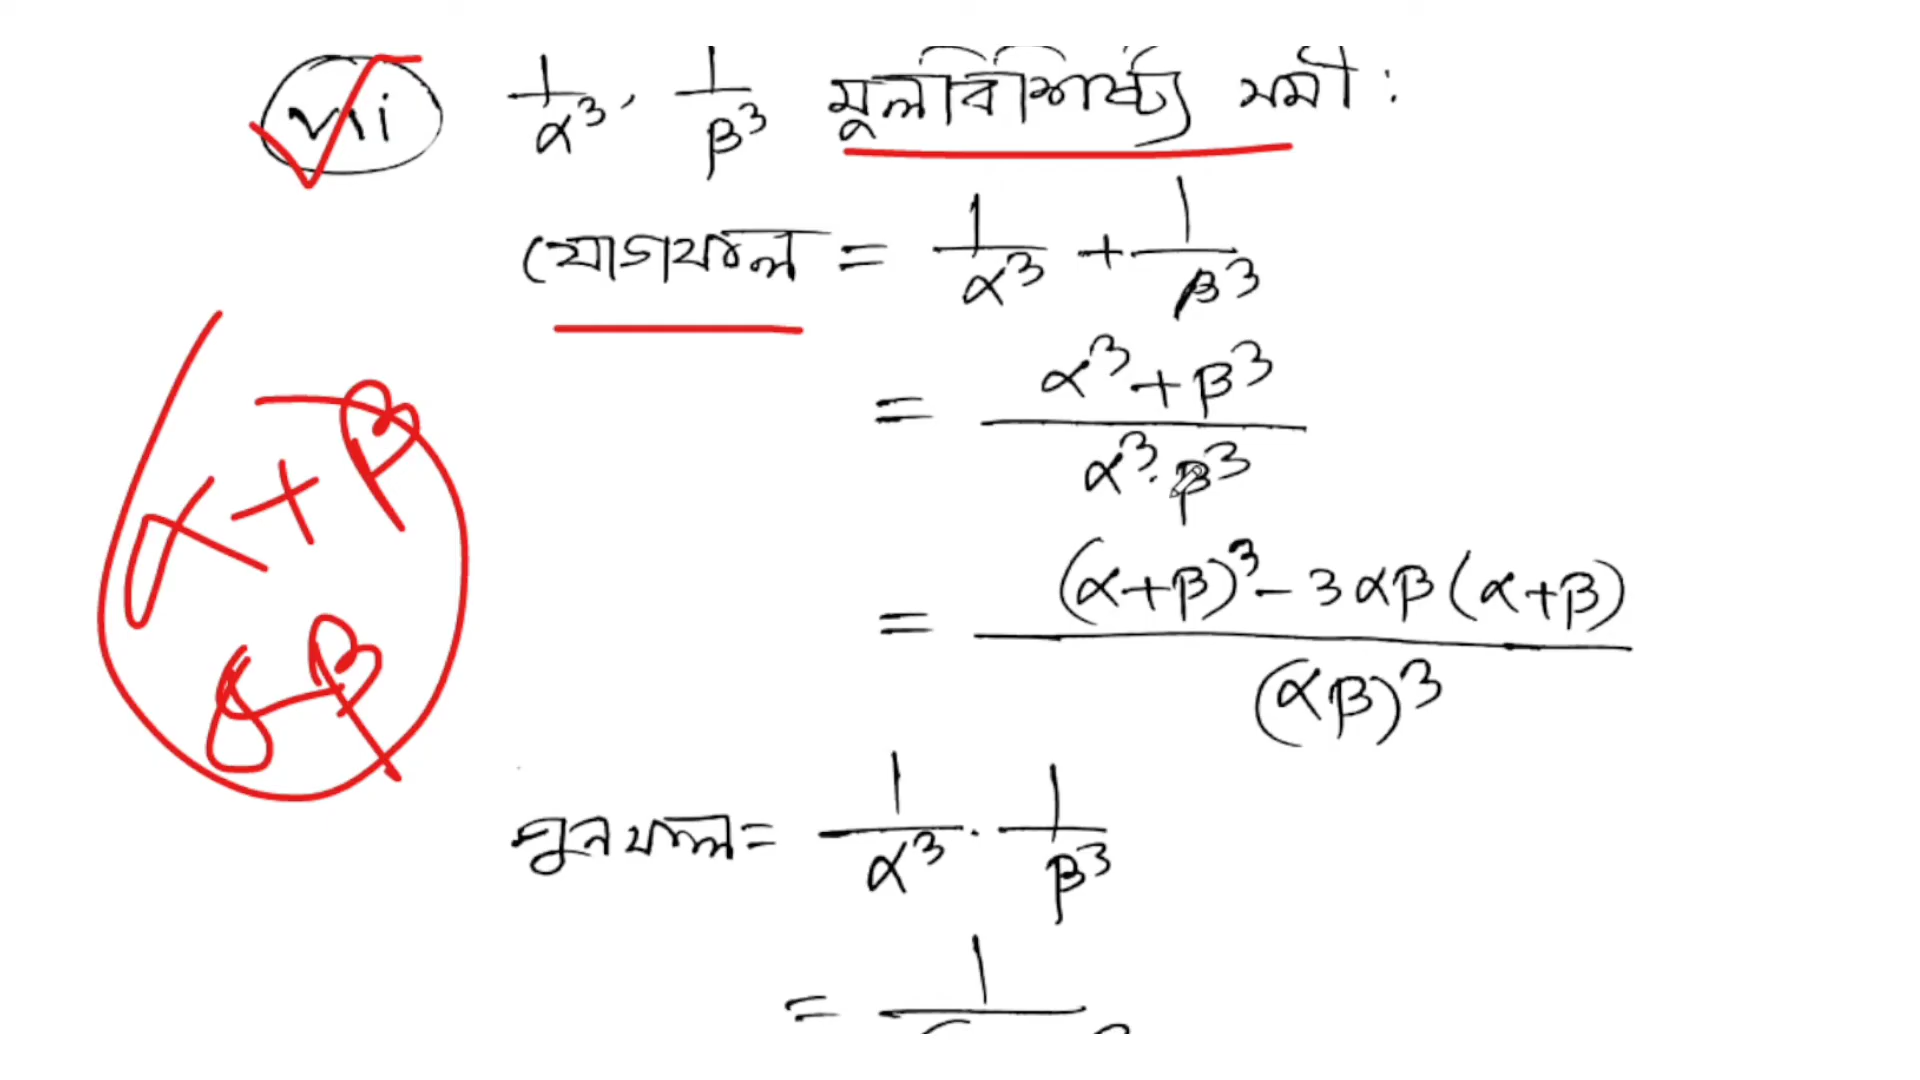 vii 1/α³, 1/β³ মূলবিশিষ্ট্য সমী:
যোগফল = 1/α³ + 1/β³
= (α³+β³)/(α³·β³)
α+β
= ((α+β)³ - 3αβ(α+β))/(αβ)³
αβ
গুনফল = 1/α³ · 1/β³
= 1/